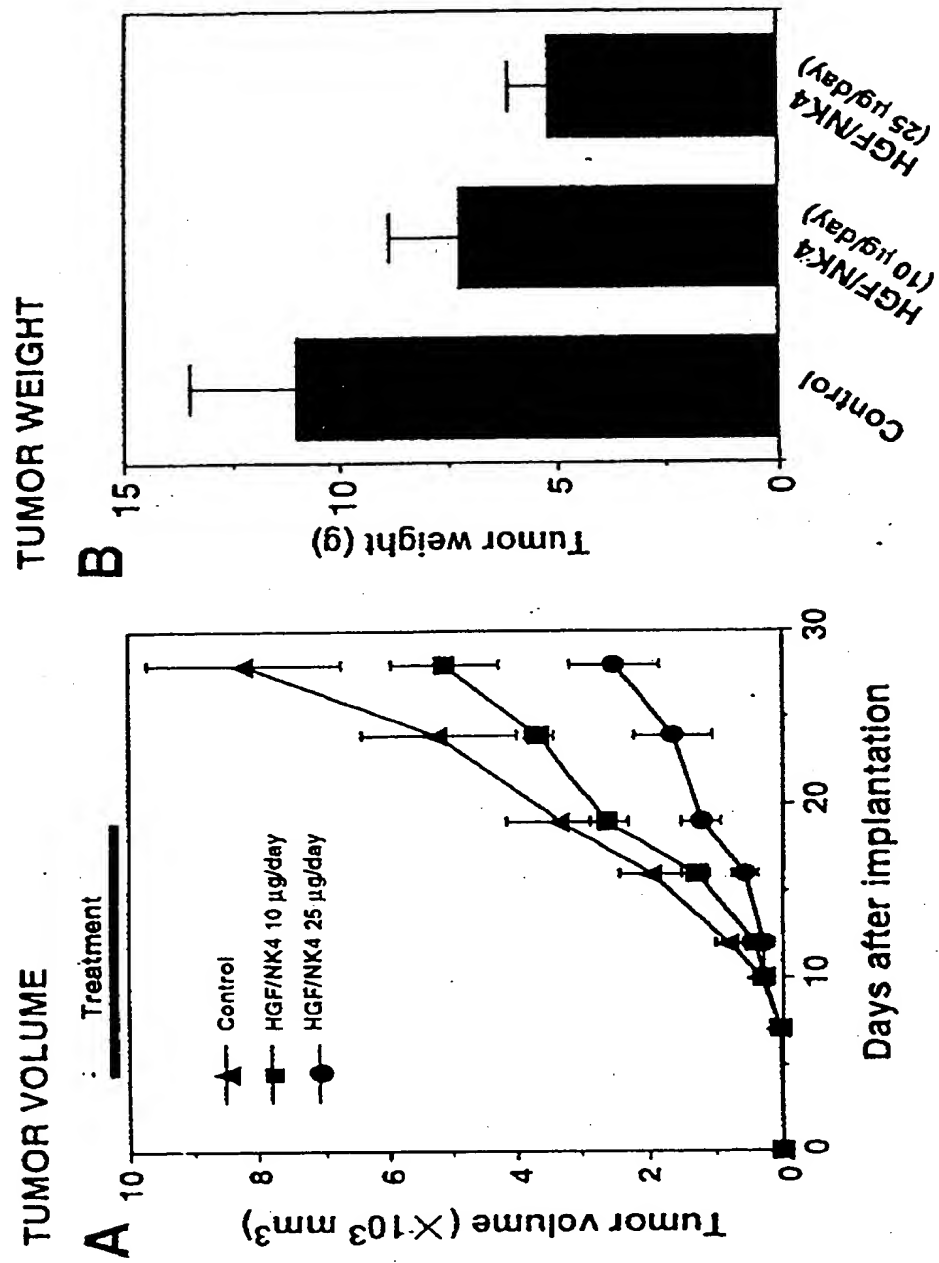 TUMOR VOLUME
A
Treatment
Control
HGF/NK4 10 µg/day
HGF/NK4 25 µg/day
Tumor volume (×10³ mm³)
10
8
6
4
2
0
0
10
20
30
Days after implantation
TUMOR WEIGHT
B
Tumor weight (g)
15
10
5
0
Control
HGF/NK4
(10 µg/day)
HGF/NK4
(25 µg/day)